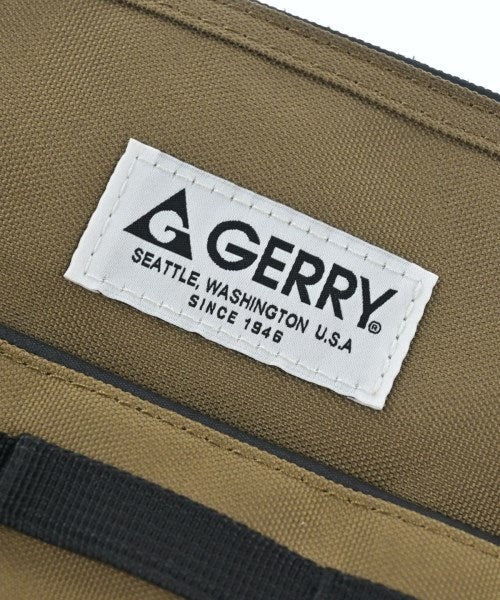 G GERRY®
SEATTLE, WASHINGTON U.S.A
SINCE 1946